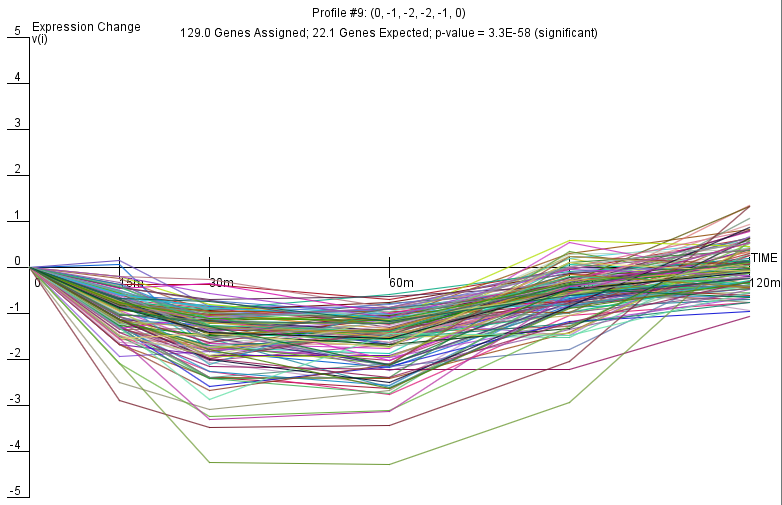 Profile #9: (0, -1, -2, -2, -1, 0)
Expression Change
v(i)
129.0 Genes Assigned; 22.1 Genes Expected; p-value = 3.3E-58 (significant)
5
4
3
2
1
0
TIME
0 15m 30m 60m 120m
-1
-2
-3
-4
-5